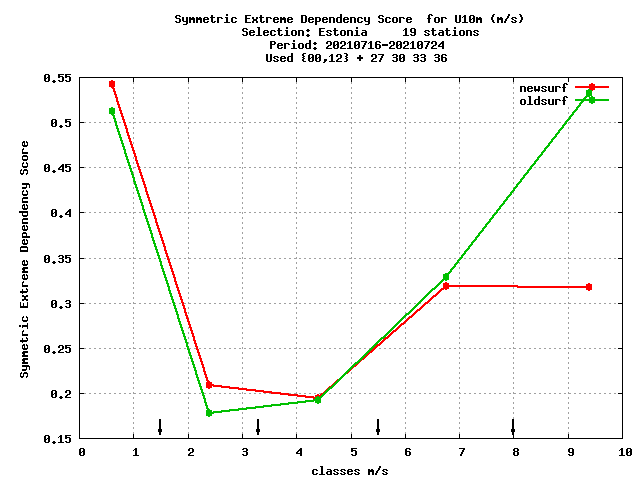 Symmetric Extreme Dependency Score  for U10m (m/s)
Selection: Estonia     19 stations
Period: 20210716-20210724
Used {00,12} + 27 30 33 36
0.55
0.5
0.45
0.4
0.35
0.3
0.25
0.2
0.15
Symmetric Extreme Dependency Score
newsurf
oldsurf
0 1 2 3 4 5 6 7 8 9 10
classes m/s